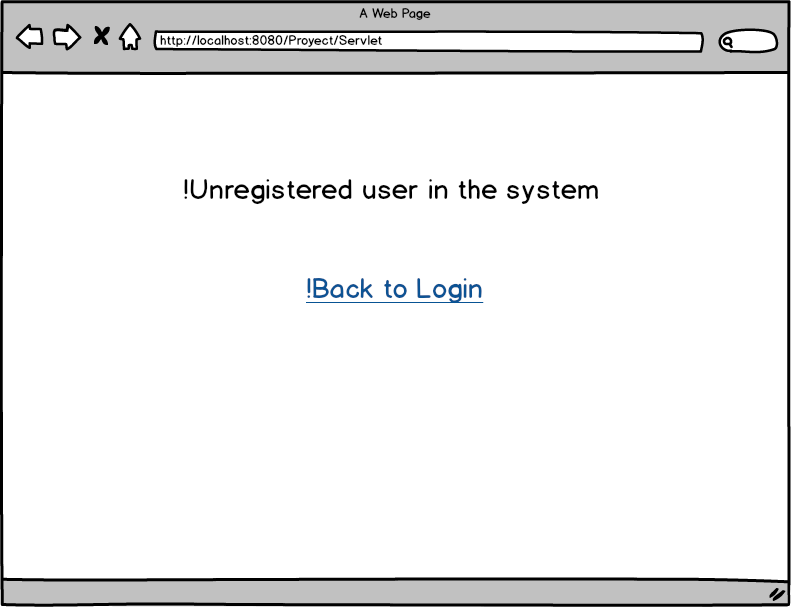 A Web Page
http://localhost:8080/Proyect/Servlet
!Unregistered user in the system
!Back to Login